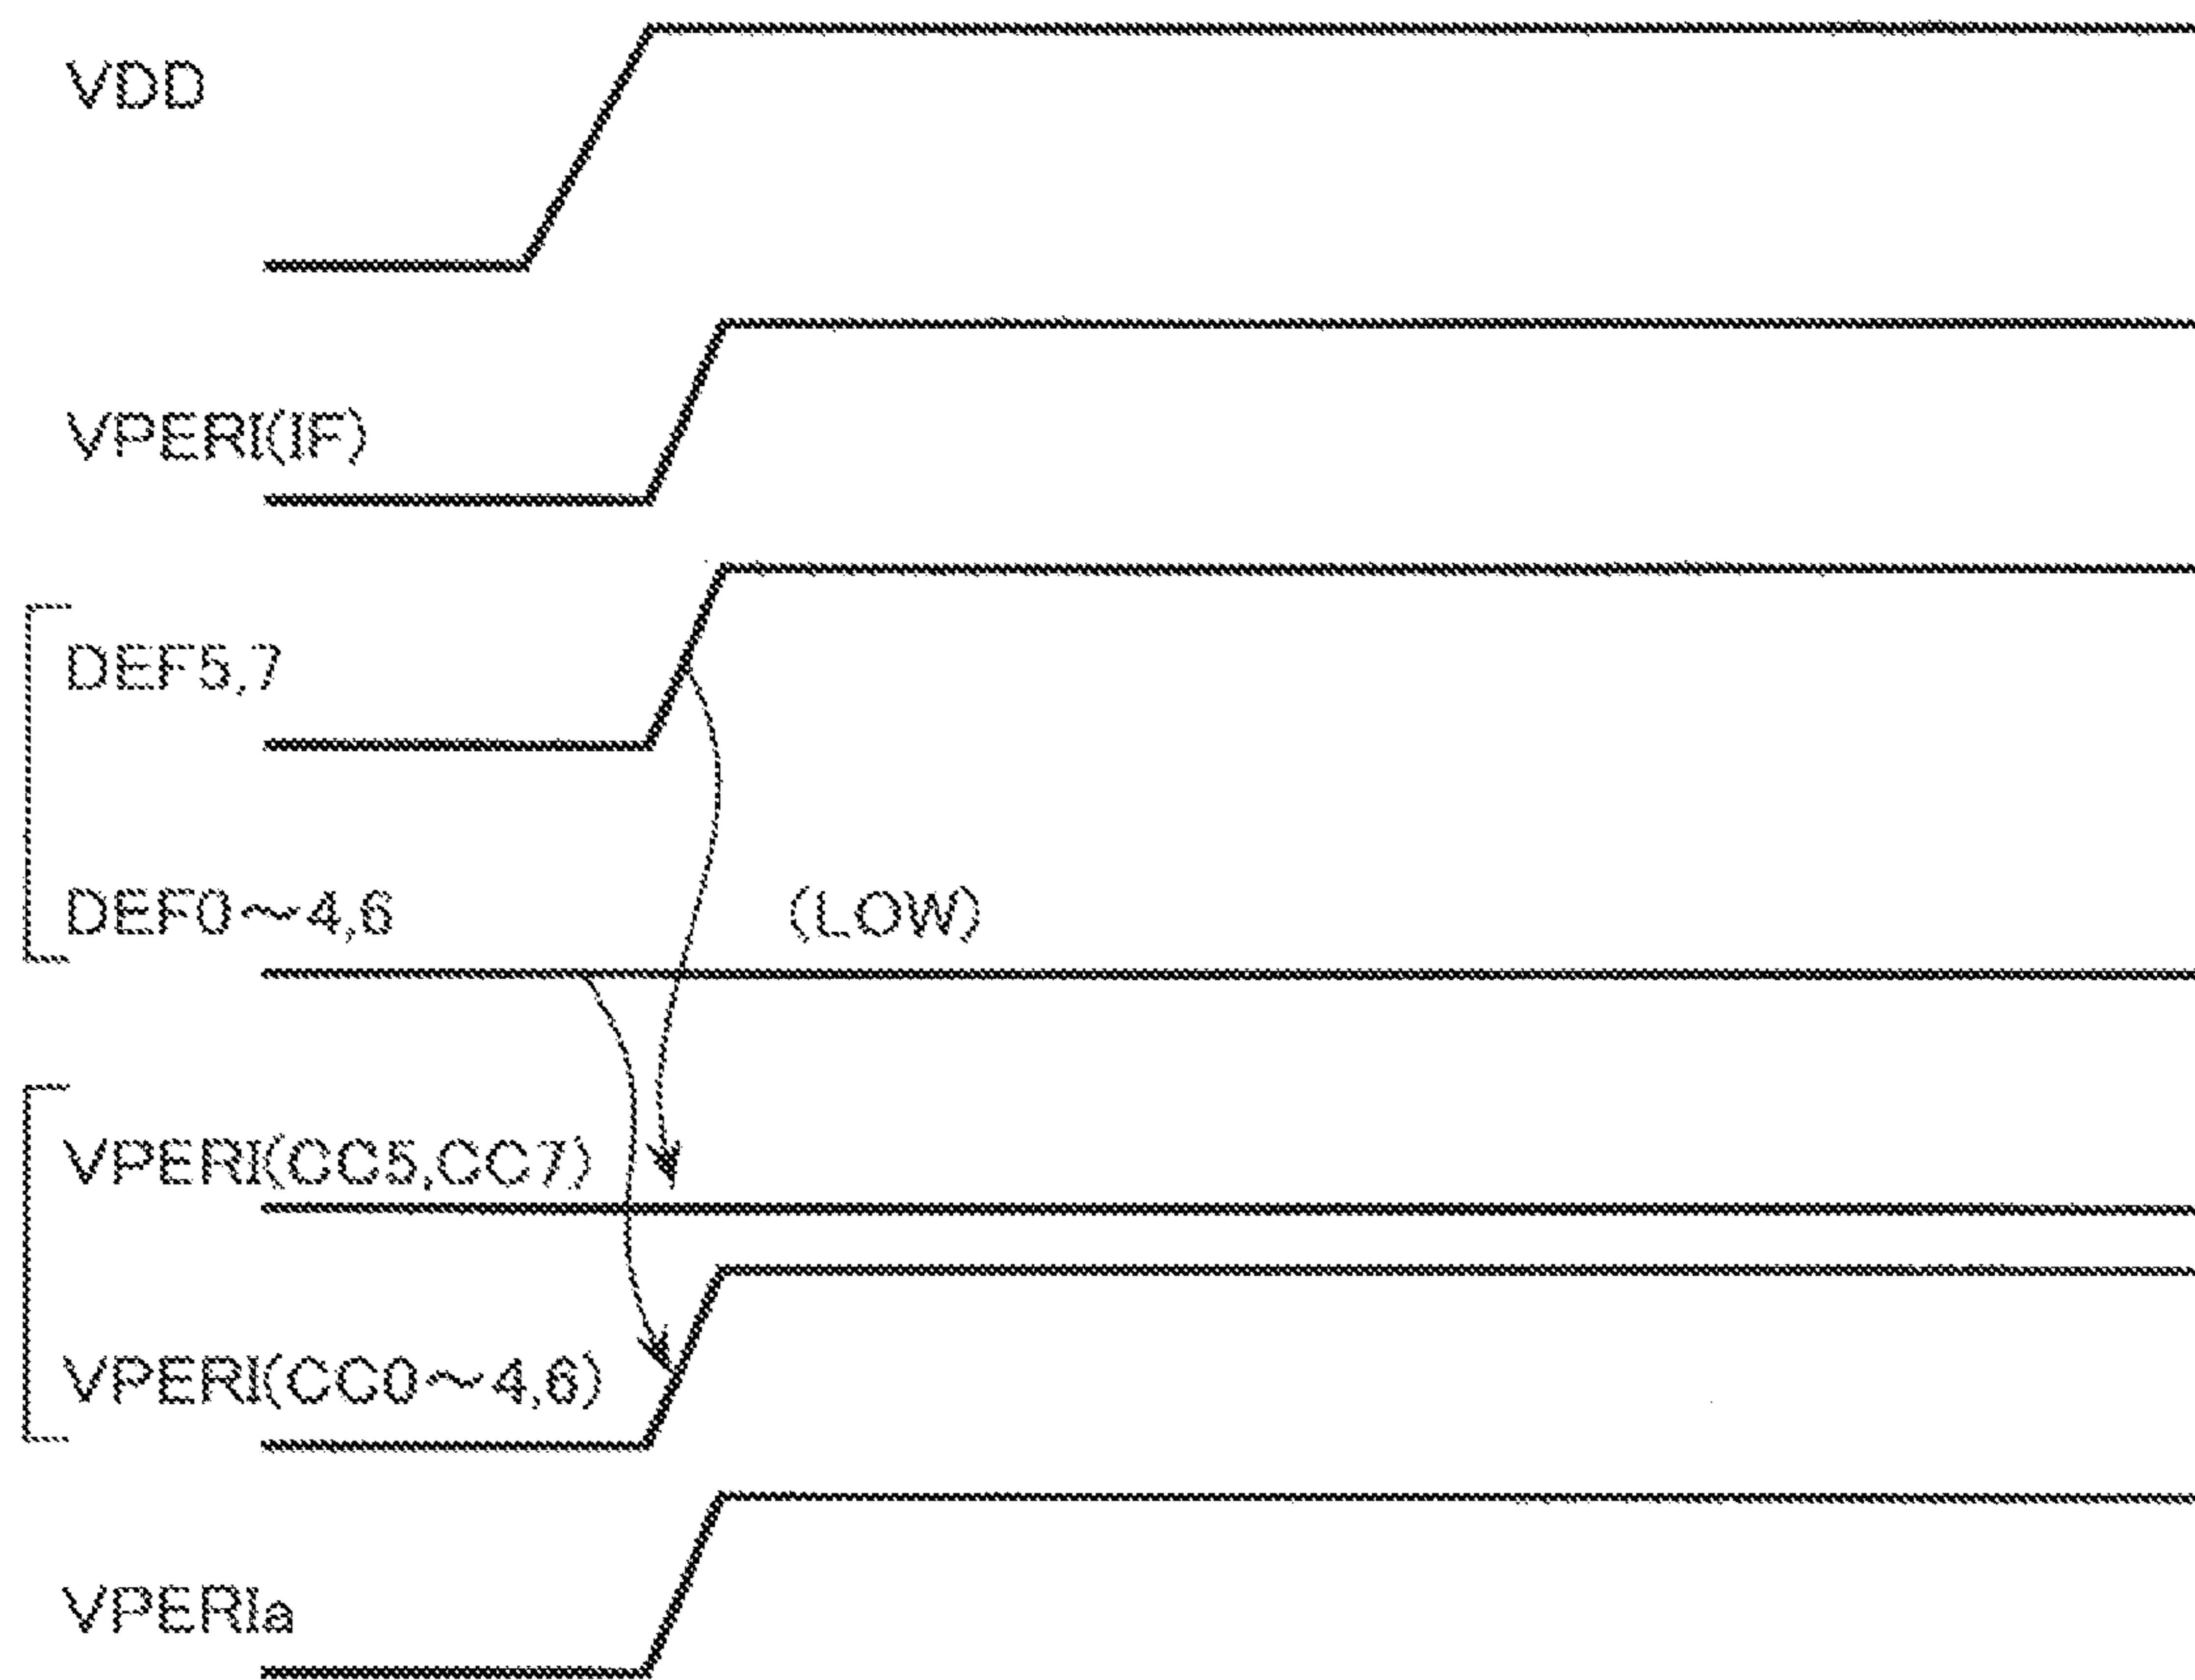 VDD
VPERI(IF)
DEF5,7
DEF0～4,6
(LOW)
VPERI(CC5,CC7)
VPERI(CC0～4,6)
VPERIa